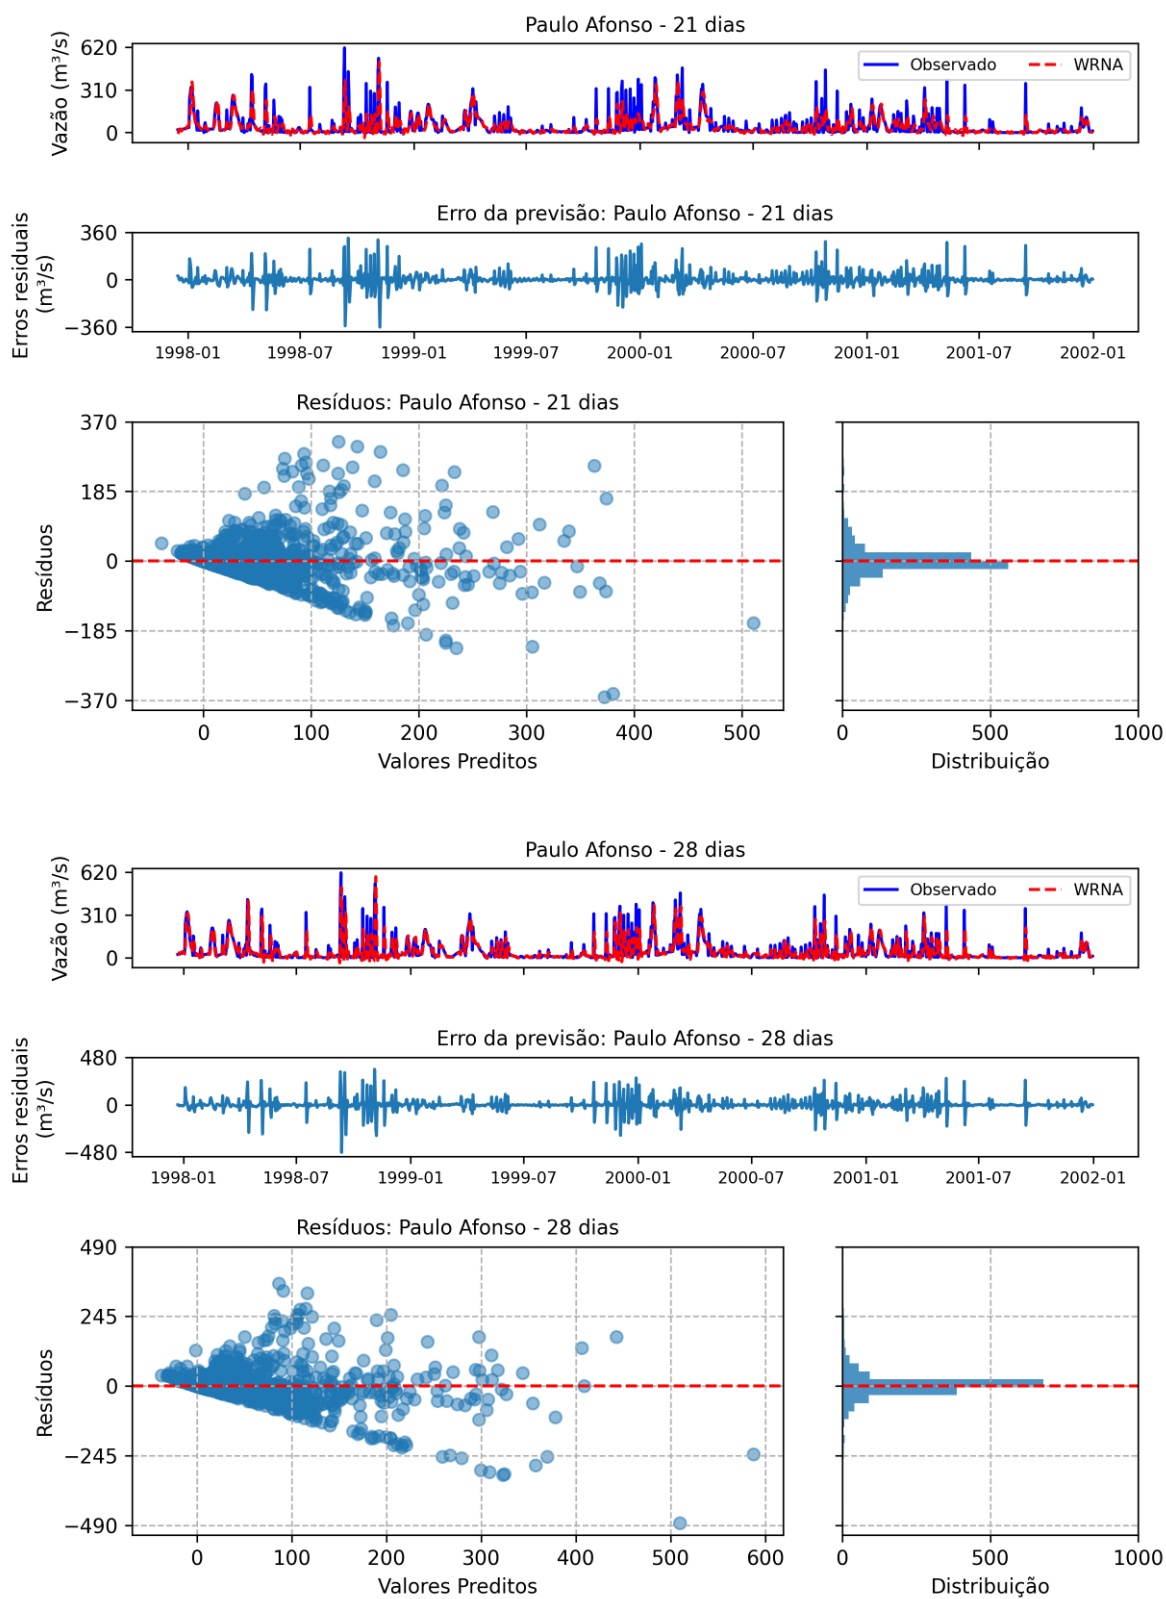 Paulo Afonso - 21 dias
Vazão (m³/s)
620
310
0
Observado
WRNA
Erro da previsão: Paulo Afonso - 21 dias
Erros residuais
(m³/s)
360
0
−360
1998-01 1998-07 1999-01 1999-07 2000-01 2000-07 2001-01 2001-07 2002-01
Resíduos: Paulo Afonso - 21 dias
Resíduos
370
185
0
−185
−370
0 100 200 300 400 500
Valores Preditos
0 500 1000
Distribuição
Paulo Afonso - 28 dias
Vazão (m³/s)
620
310
0
Observado
WRNA
Erro da previsão: Paulo Afonso - 28 dias
Erros residuais
(m³/s)
480
0
−480
1998-01 1998-07 1999-01 1999-07 2000-01 2000-07 2001-01 2001-07 2002-01
Resíduos: Paulo Afonso - 28 dias
Resíduos
490
245
0
−245
−490
0 100 200 300 400 500 600
Valores Preditos
0 500 1000
Distribuição